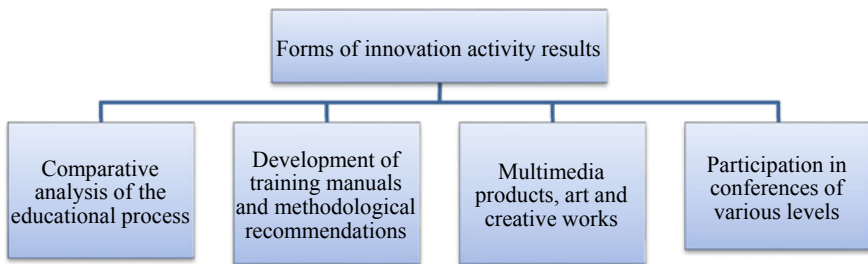 Forms of innovation activity results
Comparative
analysis of the
educational process
Development of
training manuals
and methodological
recommendations
Multimedia
products, art and
creative works
Participation in
conferences of
various levels